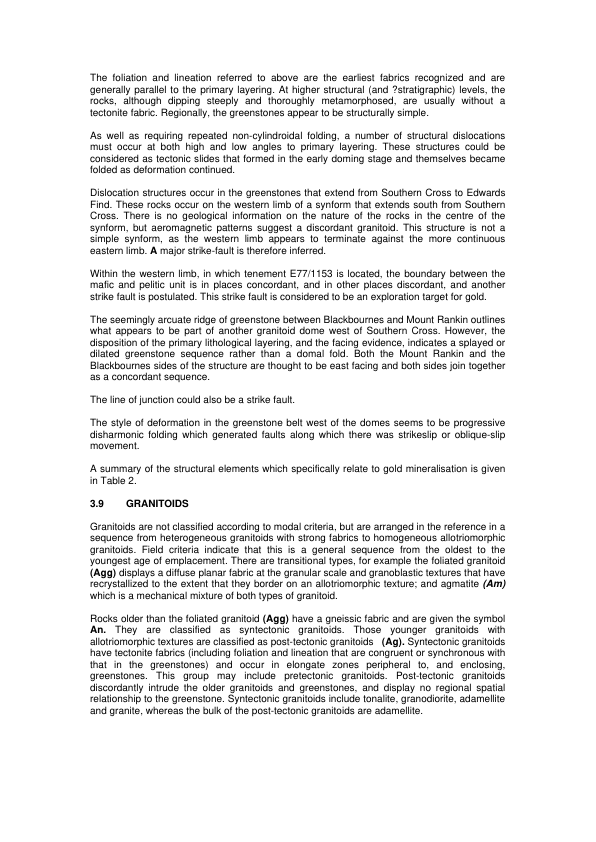 The foliation and lineation referred to above are the earliest fabrics recognized and are
generally parallel to the primary layering. At higher structural (and ?stratigraphic) levels, the
rocks, although dipping steeply and thoroughly metamorphosed, are usually without a
tectonite fabric. Regionally, the greenstones appear to be structurally simple.
As well as requiring repeated non-cylindroidal folding, a number of structural dislocations
must occur at both high and low angles to primary layering. These structures could be
considered as tectonic slides that formed in the early doming stage and themselves became
folded as deformation continued.
Dislocation structures occur in the greenstones that extend from Southern Cross to Edwards
Find. These rocks occur on the western limb of a synform that extends south from Southern
Cross. There is no geological information on the nature of the rocks in the centre of the
synform, but aeromagnetic patterns suggest a discordant granitoid. This structure is not a
simple synform, as the western limb appears to terminate against the more continuous
eastern limb. A major strike-fault is therefore inferred.
Within the western limb, in which tenement E77/1153 is located, the boundary between the
mafic and pelitic unit is in places concordant, and in other places discordant, and another
strike fault is postulated. This strike fault is considered to be an exploration target for gold.
The seemingly arcuate ridge of greenstone between Blackbournes and Mount Rankin outlines
what appears to be part of another granitoid dome west of Southern Cross. However, the
disposition of the primary lithological layering, and the facing evidence, indicates a splayed or
dilated greenstone sequence rather than a domal fold. Both the Mount Rankin and the
Blackbournes sides of the structure are thought to be east facing and both sides join together
as a concordant sequence.
The line of junction could also be a strike fault.
The style of deformation in the greenstone belt west of the domes seems to be progressive
disharmonic folding which generated faults along which there was strikeslip or oblique-slip
movement.
A summary of the structural elements which specifically relate to gold mineralisation is given
in Table 2.
3.9 GRANITOIDS
Granitoids are not classified according to modal criteria, but are arranged in the reference in a
sequence from heterogeneous granitoids with strong fabrics to homogeneous allotriomorphic
granitoids. Field criteria indicate that this is a general sequence from the oldest to the
youngest age of emplacement. There are transitional types, for example the foliated granitoid
(Agg) displays a diffuse planar fabric at the granular scale and granoblastic textures that have
recrystallized to the extent that they border on an allotriomorphic texture; and agmatite (Am)
which is a mechanical mixture of both types of granitoid.
Rocks older than the foliated granitoid (Agg) have a gneissic fabric and are given the symbol
An. They are classified as syntectonic granitoids. Those younger granitoids with
allotriomorphic textures are classified as post-tectonic granitoids (Ag). Syntectonic granitoids
have tectonite fabrics (including foliation and lineation that are congruent or synchronous with
that in the greenstones) and occur in elongate zones peripheral to, and enclosing,
greenstones. This group may include pretectonic granitoids. Post-tectonic granitoids
discordantly intrude the older granitoids and greenstones, and display no regional spatial
relationship to the greenstone. Syntectonic granitoids include tonalite, granodiorite, adamellite
and granite, whereas the bulk of the post-tectonic granitoids are adamellite.